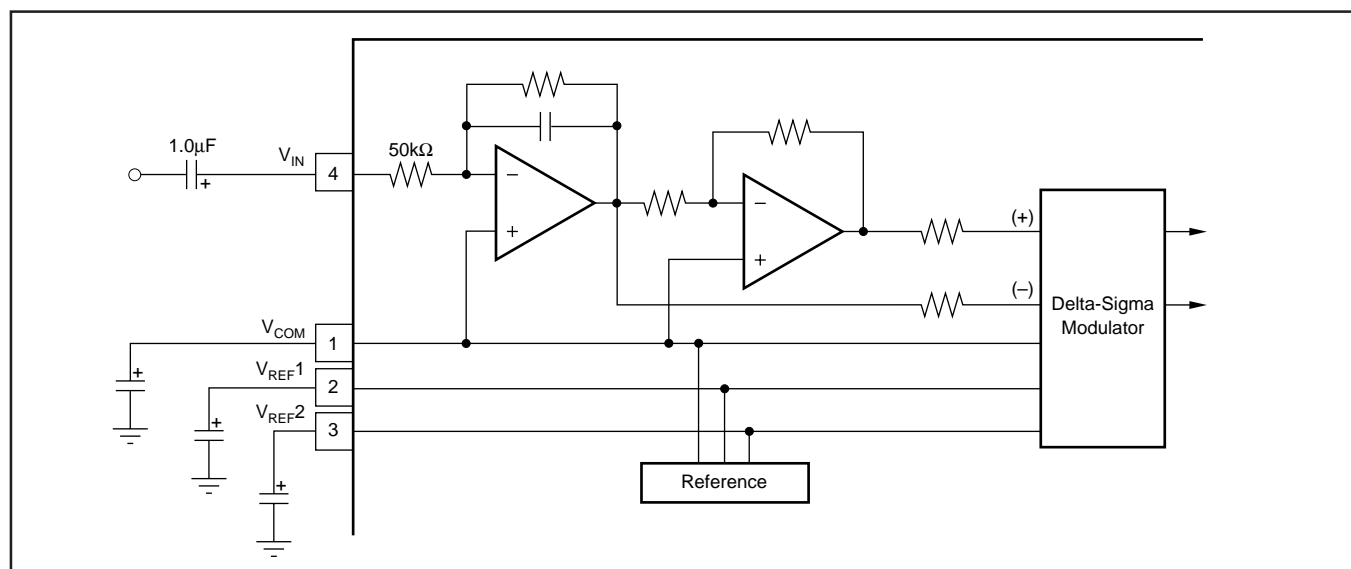 1.0µF
+
V_IN
4
50kΩ
−
+
−
+
(+)
(–)
Delta-Sigma
Modulator
V_COM
1
+
V_REF1
2
+
V_REF2
3
+
Reference